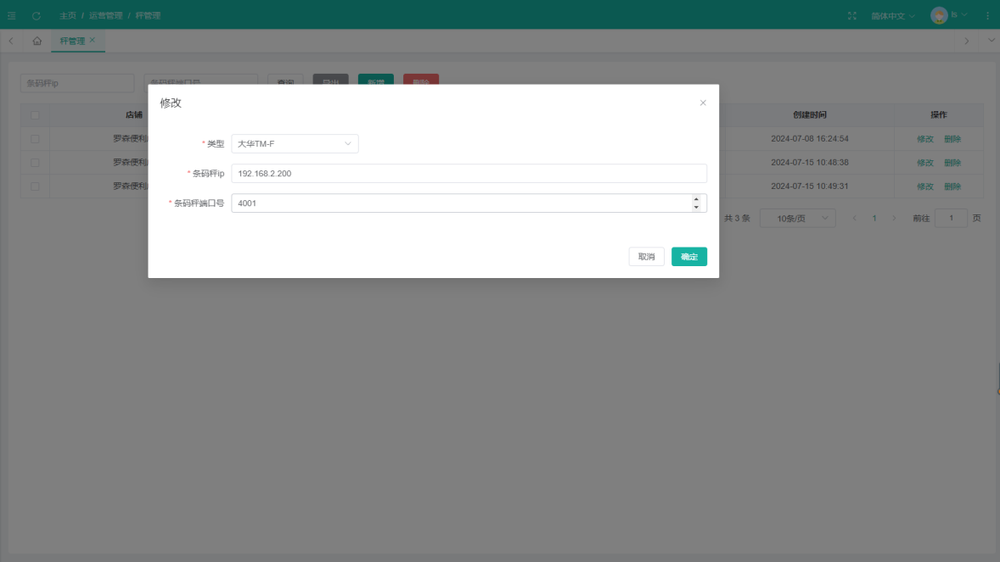 主页 / 运营管理 / 秤管理
简体中文
ls
秤管理
条码秤ip
条码秤端口号
查询
导出
新增
删除
修改
* 类型 大华TM-F
* 条码秤ip 192.168.2.200
* 条码秤端口号 4001
取消 确定
店铺 创建时间 操作
罗森便利 2024-07-08 16:24:54 修改 删除
罗森便利 2024-07-15 10:48:38 修改 删除
罗森便利 2024-07-15 10:49:31 修改 删除
共 3 条 10条/页 1 前往 1 页